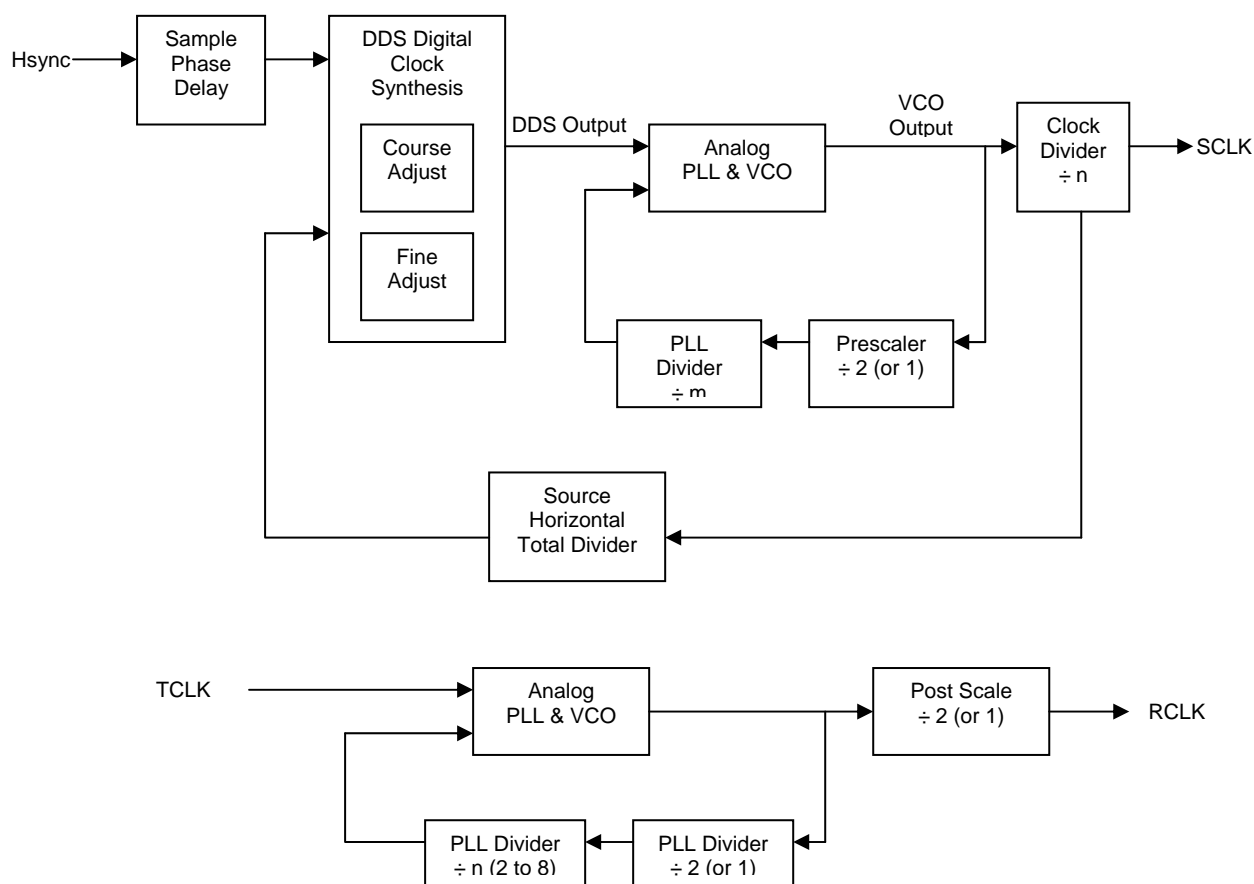 Hsync
Sample
Phase
Delay
DDS Digital
Clock
Synthesis
Course
Adjust
Fine
Adjust
DDS Output
Analog
PLL & VCO
VCO
Output
Clock
Divider
÷ n
SCLK
PLL
Divider
÷ m
Prescaler
÷ 2 (or 1)
Source
Horizontal
Total Divider
TCLK
Analog
PLL & VCO
Post Scale
÷ 2 (or 1)
RCLK
PLL Divider
÷ n (2 to 8)
PLL Divider
÷ 2 (or 1)